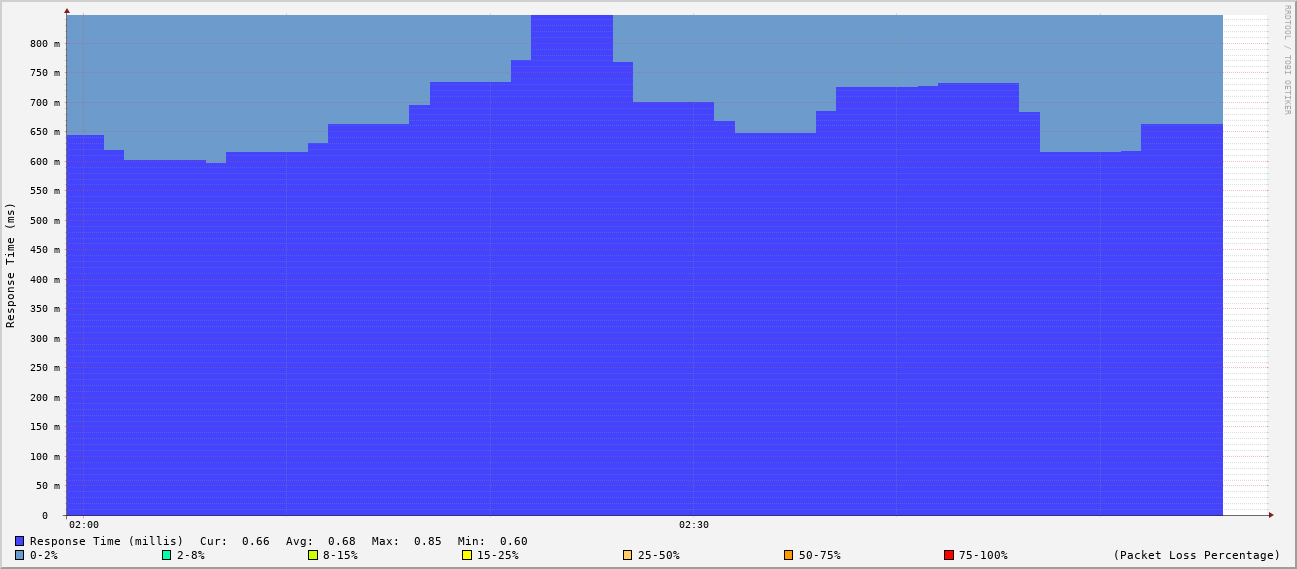 RRDTOOL / TOBI OETIKER
Response Time (ms)
800 m
750 m
700 m
650 m
600 m
550 m
500 m
450 m
400 m
350 m
300 m
250 m
200 m
150 m
100 m
50 m
0
02:00 02:30
Response Time (millis) Cur: 0.66 Avg: 0.68 Max: 0.85 Min: 0.60
0-2% 2-8% 8-15% 15-25% 25-50% 50-75% 75-100% (Packet Loss Percentage)